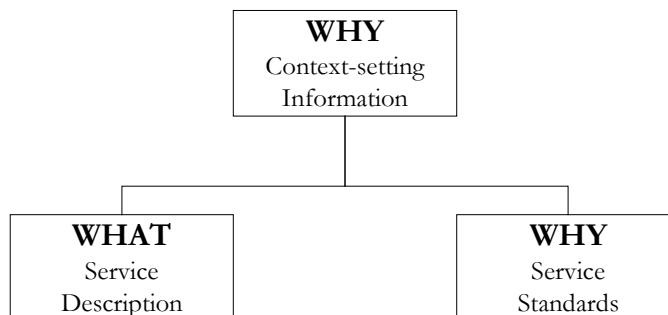 WHY
Context-setting
Information
WHAT
Service
Description
WHY
Service
Standards